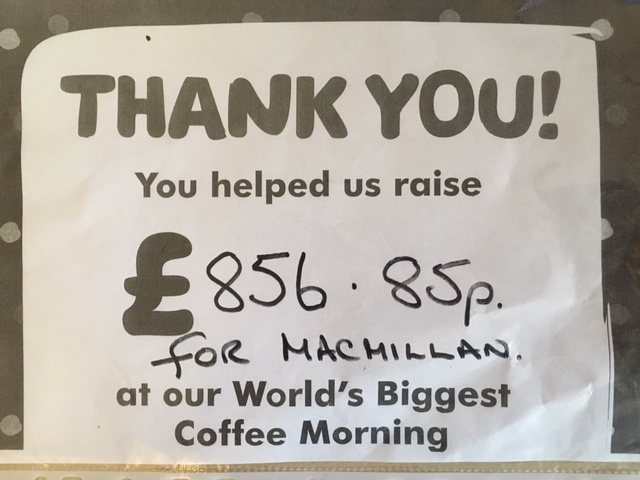 THANK YOU!
You helped us raise
£856.85p.
FOR MACMILLAN.
at our World's Biggest
Coffee Morning